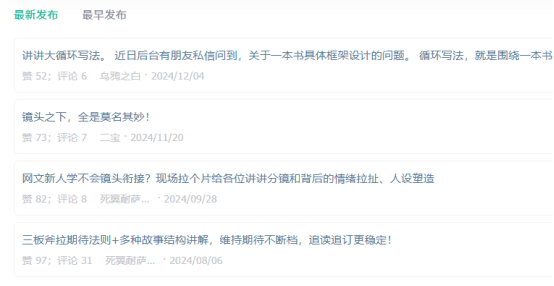 最新发布 最早发布
讲讲大循环写法。 近日后台有朋友私信问到，关于一本书具体框架设计的问题。 循环写法，就是围绕一本书
赞 52；评论 6 乌鸦之白 · 2024/12/04
镜头之下，全是莫名其妙！
赞 73；评论 7 二宝 · 2024/11/20
网文新人学不会镜头衔接？现场拉个片给各位讲讲分镜和背后的情绪拉扯、人设塑造
赞 82；评论 8 死翼耐萨... · 2024/09/28
三板斧拉期待法则+多种故事结构讲解，维持期待不断档，追读追订更稳定！
赞 97；评论 31 死翼耐萨... · 2024/08/06